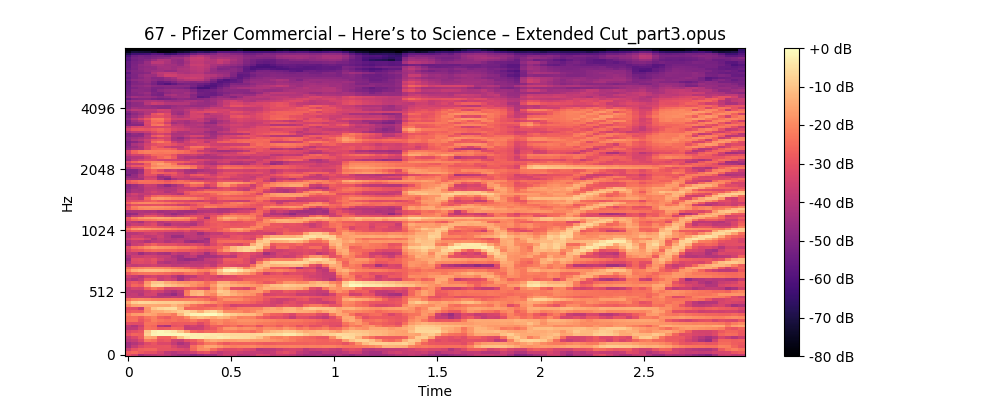 67 - Pfizer Commercial – Here’s to Science – Extended Cut_part3.opus
Hz
4096
2048
1024
512
0
0
0.5
1
1.5
2
2.5
Time
+0 dB
-10 dB
-20 dB
-30 dB
-40 dB
-50 dB
-60 dB
-70 dB
-80 dB